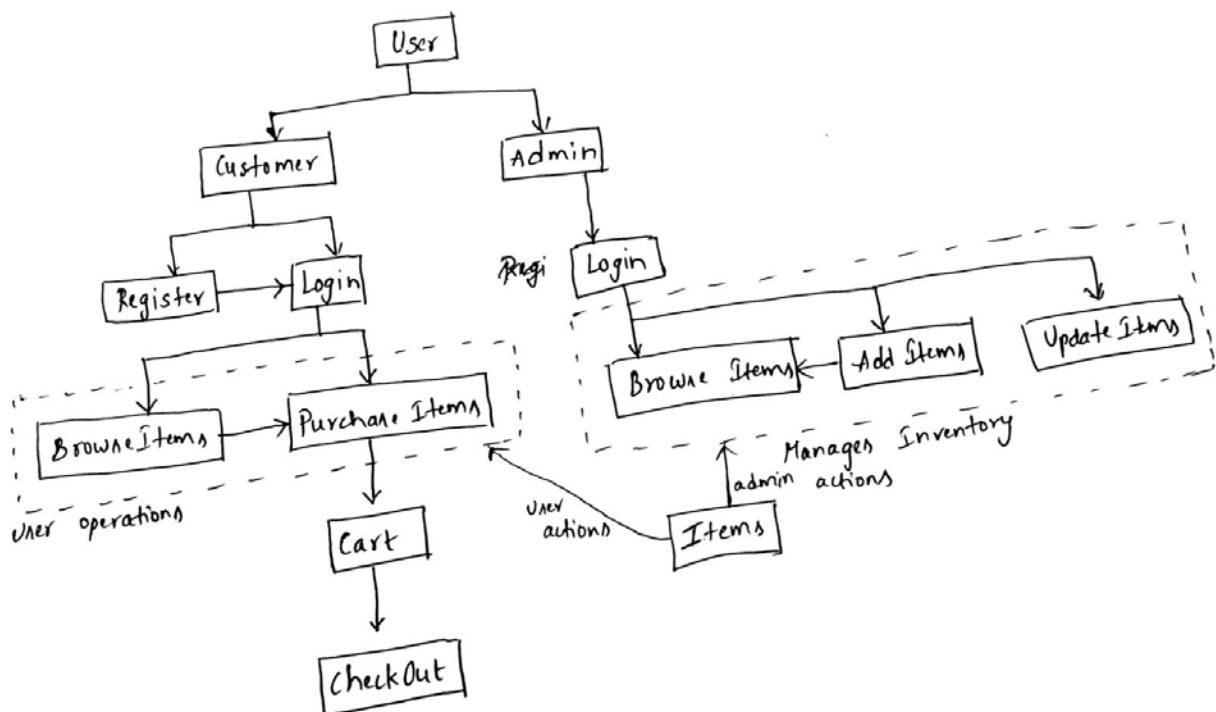 User
Customer
Admin
Register
Login
Regi
Login
Browse Items
Add Items
Update Items
Browse Items
Purchase Items
Manages Inventory
admin actions
user operations
user
actions
Items
Cart
CheckOut